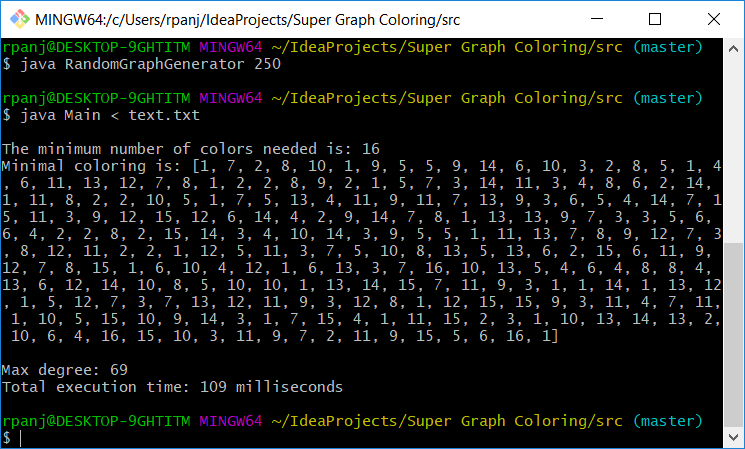 MINGW64:/c/Users/rpanj/IdeaProjects/Super Graph Coloring/src
rpanj@DESKTOP-9GHTITM MINGW64 ~/IdeaProjects/Super Graph Coloring/src (master)
$ java RandomGraphGenerator 250
rpanj@DESKTOP-9GHTITM MINGW64 ~/IdeaProjects/Super Graph Coloring/src (master)
$ java Main < text.txt
The minimum number of colors needed is: 16
Minimal coloring is: [1, 7, 2, 8, 10, 1, 9, 5, 5, 9, 14, 6, 10, 3, 2, 8, 5, 1, 4
, 6, 11, 13, 12, 7, 8, 1, 2, 2, 8, 9, 2, 1, 5, 7, 3, 14, 11, 3, 4, 8, 6, 2, 14,
1, 11, 8, 2, 2, 10, 5, 1, 7, 5, 13, 4, 11, 9, 11, 7, 13, 9, 3, 6, 5, 4, 14, 7, 1
5, 11, 3, 9, 12, 15, 12, 6, 14, 4, 2, 9, 14, 7, 8, 1, 13, 13, 9, 7, 3, 3, 5, 6,
6, 4, 2, 2, 8, 2, 15, 14, 3, 4, 10, 14, 3, 9, 5, 5, 1, 11, 13, 7, 8, 9, 12, 7, 3
, 8, 12, 11, 2, 2, 1, 12, 5, 11, 3, 7, 5, 10, 8, 13, 5, 13, 6, 2, 15, 6, 11, 9,
12, 7, 8, 15, 1, 6, 10, 4, 12, 1, 6, 13, 3, 7, 16, 10, 13, 5, 4, 6, 4, 8, 8, 4,
13, 6, 12, 14, 10, 8, 5, 10, 10, 1, 13, 14, 15, 7, 11, 9, 3, 1, 1, 14, 1, 13, 12
, 1, 5, 12, 7, 3, 7, 13, 12, 11, 9, 3, 12, 8, 1, 12, 15, 15, 9, 3, 11, 4, 7, 11,
1, 10, 5, 15, 10, 9, 14, 3, 1, 7, 15, 4, 1, 11, 15, 2, 3, 1, 10, 13, 14, 13, 2,
10, 6, 4, 16, 15, 10, 3, 11, 9, 7, 2, 11, 9, 15, 5, 6, 16, 1]
Max degree: 69
Total execution time: 109 milliseconds
rpanj@DESKTOP-9GHTITM MINGW64 ~/IdeaProjects/Super Graph Coloring/src (master)
$